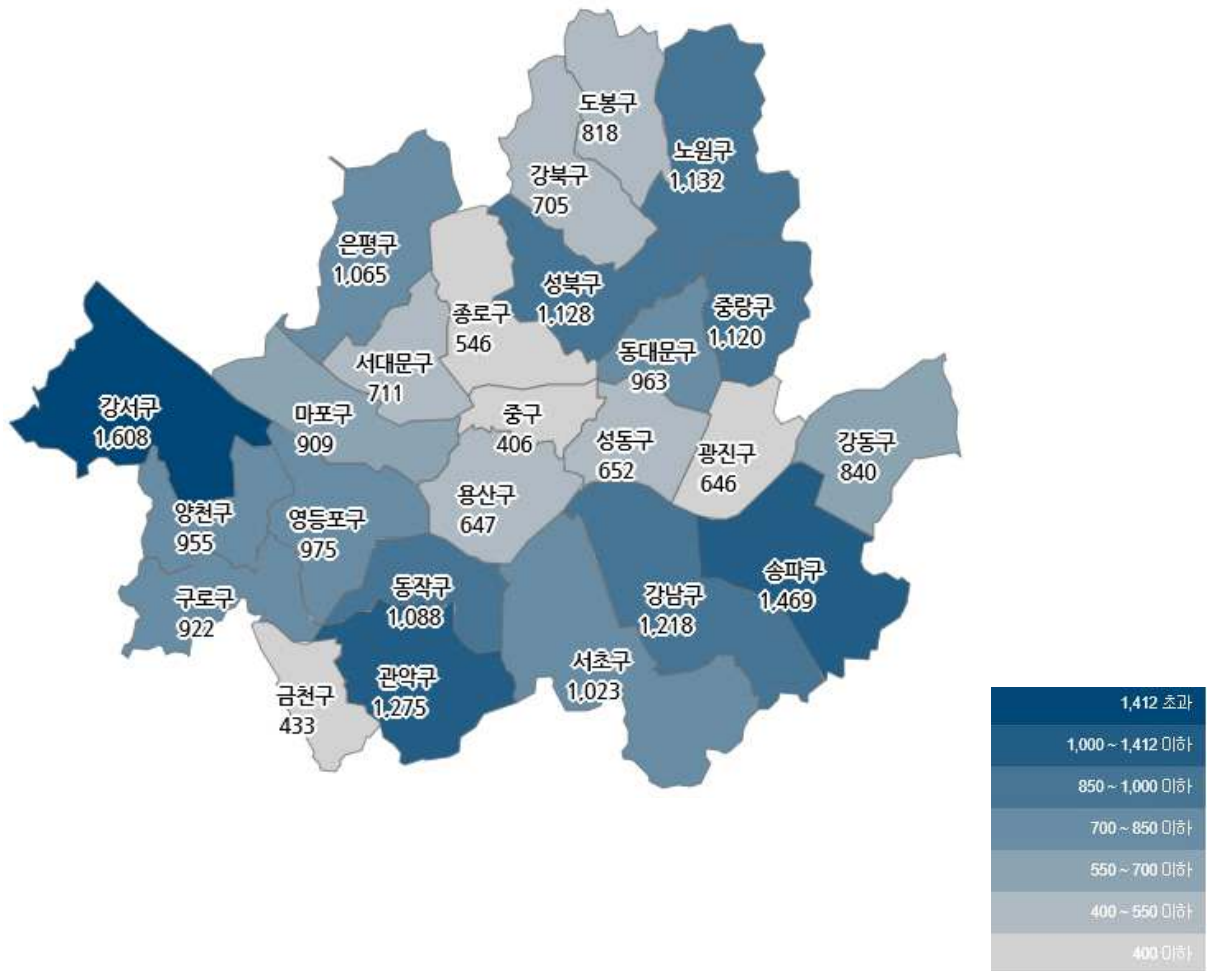 도봉구
818
노원구
1,132
강북구
705
은평구
1,065
성북구
1,128
중랑구
1,120
종로구
546
동대문구
963
서대문구
711
강서구
1,608
마포구
909
중구
406
성동구
652
광진구
646
강동구
840
용산구
647
양천구
955
영등포구
975
구로구
922
동작구
1,088
강남구
1,218
송파구
1,469
서초구
1,023
관악구
1,275
금천구
433
1,412 초과
1,000 ~ 1,412 이하
850 ~ 1,000 이하
700 ~ 850 이하
550 ~ 700 이하
400 ~ 550 이하
400 이하